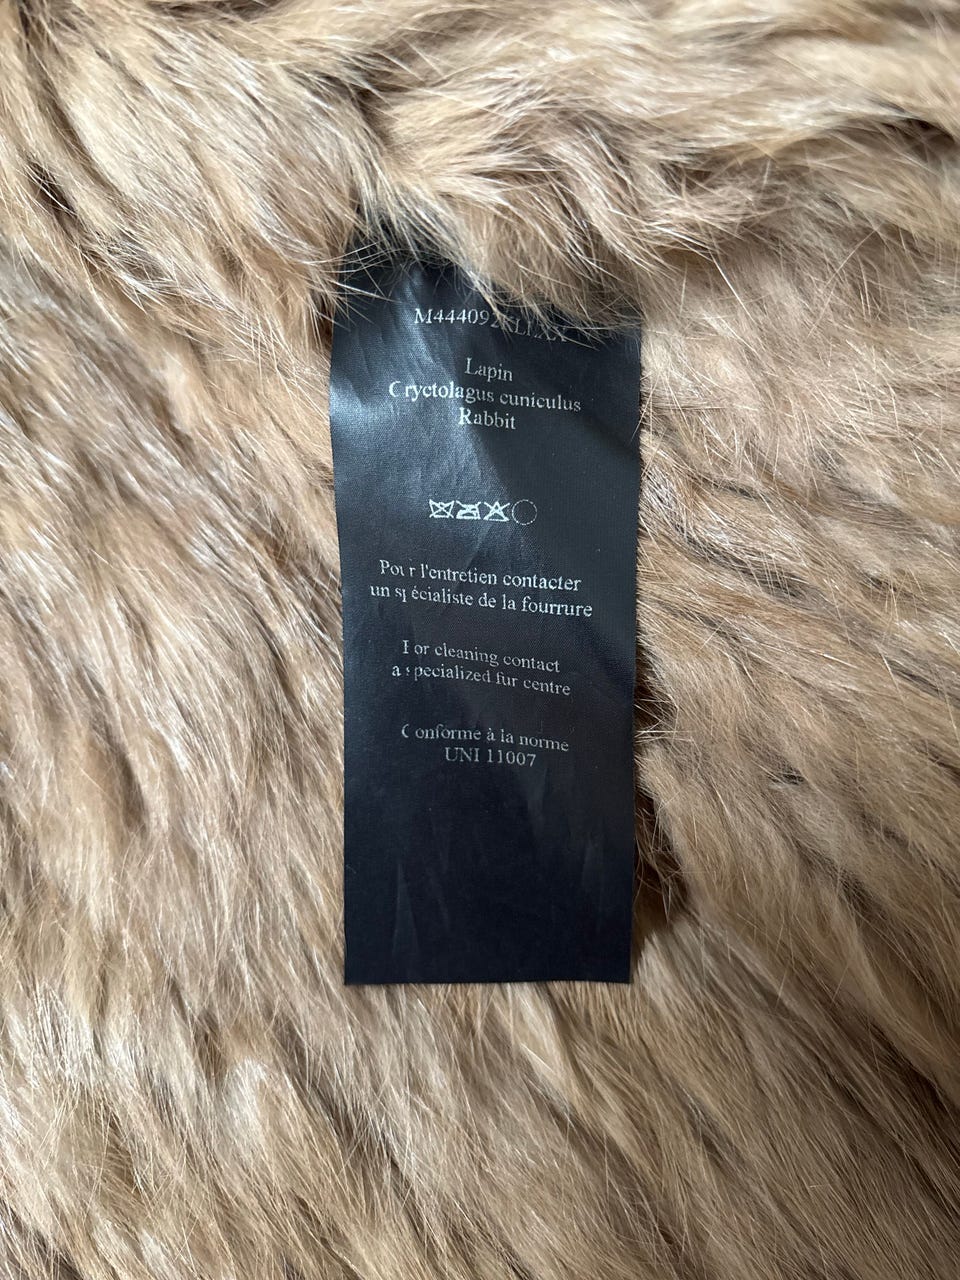 Lapin
Oryctolagus cuniculus
Rabbit
Pour l'entretien contacter
un spécialiste de la fourrure
For cleaning contact
a specialized fur centre
Conforme à la norme
UNI 11007